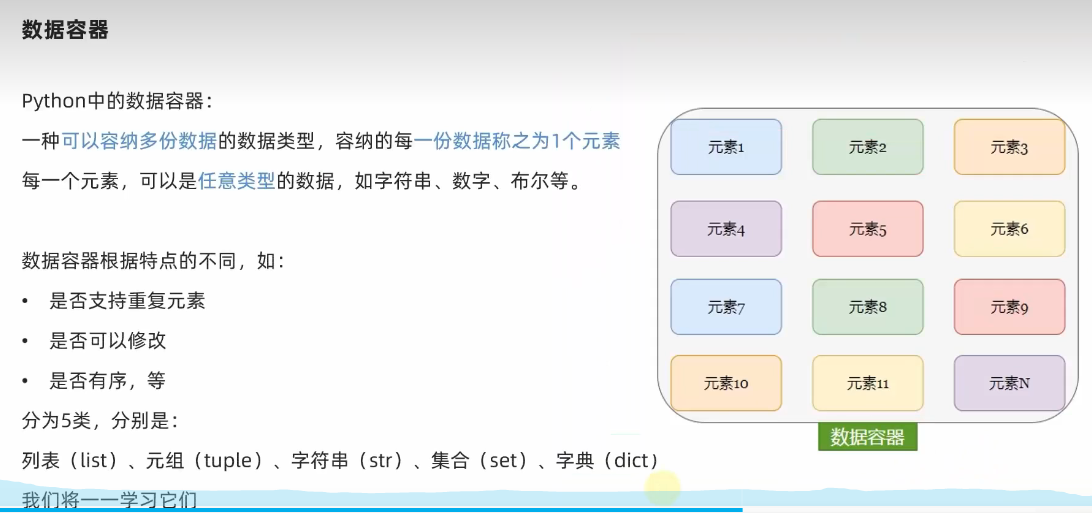 数据容器
Python中的数据容器：
一种可以容纳多份数据的数据类型，容纳的每一份数据称之为1个元素
每一个元素，可以是任意类型的数据，如字符串、数字、布尔等。
数据容器根据特点的不同，如：
• 是否支持重复元素
• 是否可以修改
• 是否有序，等
分为5类，分别是：
列表（list）、元组（tuple）、字符串（str）、集合（set）、字典（dict）
我们将一一学习它们
元素1
元素2
元素3
元素4
元素5
元素6
元素7
元素8
元素9
元素10
元素11
元素N
数据容器